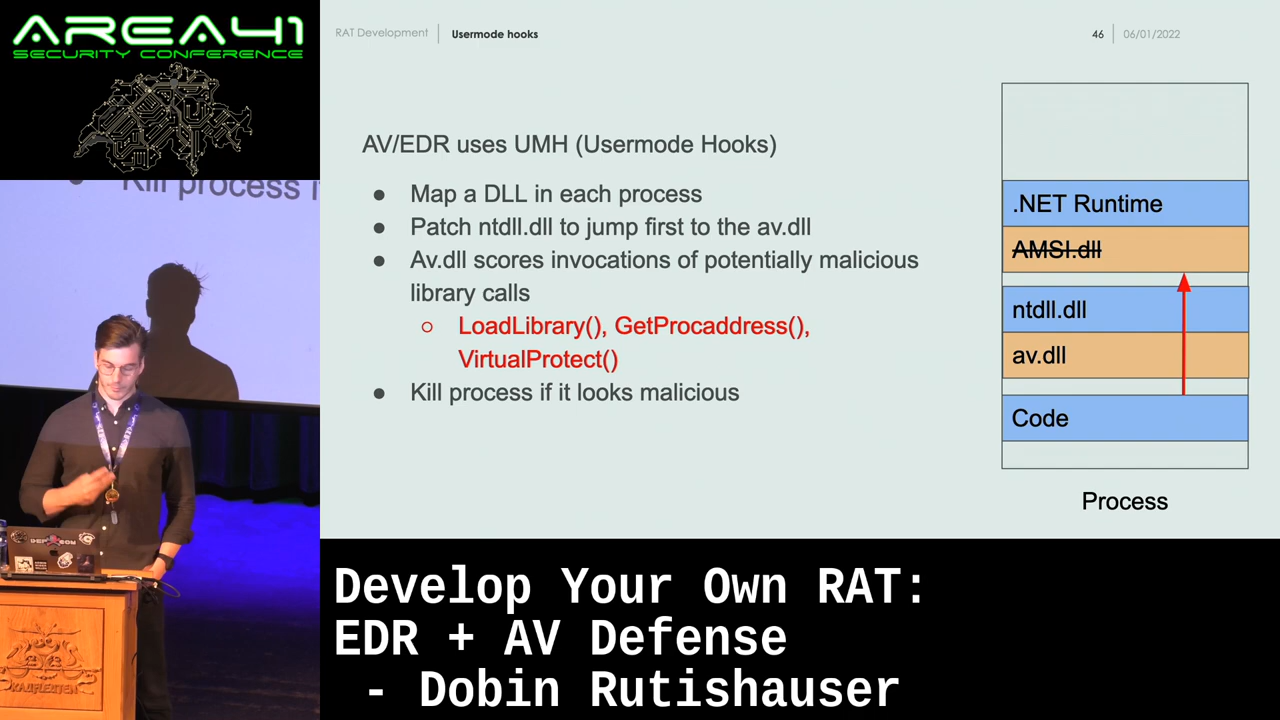 AREA41
SECURITY CONFERENCE
RAT Development
Usermode hooks
46
06/01/2022
AV/EDR uses UMH (Usermode Hooks)
● Map a DLL in each process
● Patch ntdll.dll to jump first to the av.dll
● Av.dll scores invocations of potentially malicious
library calls
○ LoadLibrary(), GetProcaddress(),
VirtualProtect()
● Kill process if it looks malicious
.NET Runtime
AMSI.dll
ntdll.dll
av.dll
Code
Process
Kill process i
KAUFLEUTEN
Develop Your Own RAT:
EDR + AV Defense
- Dobin Rutishauser